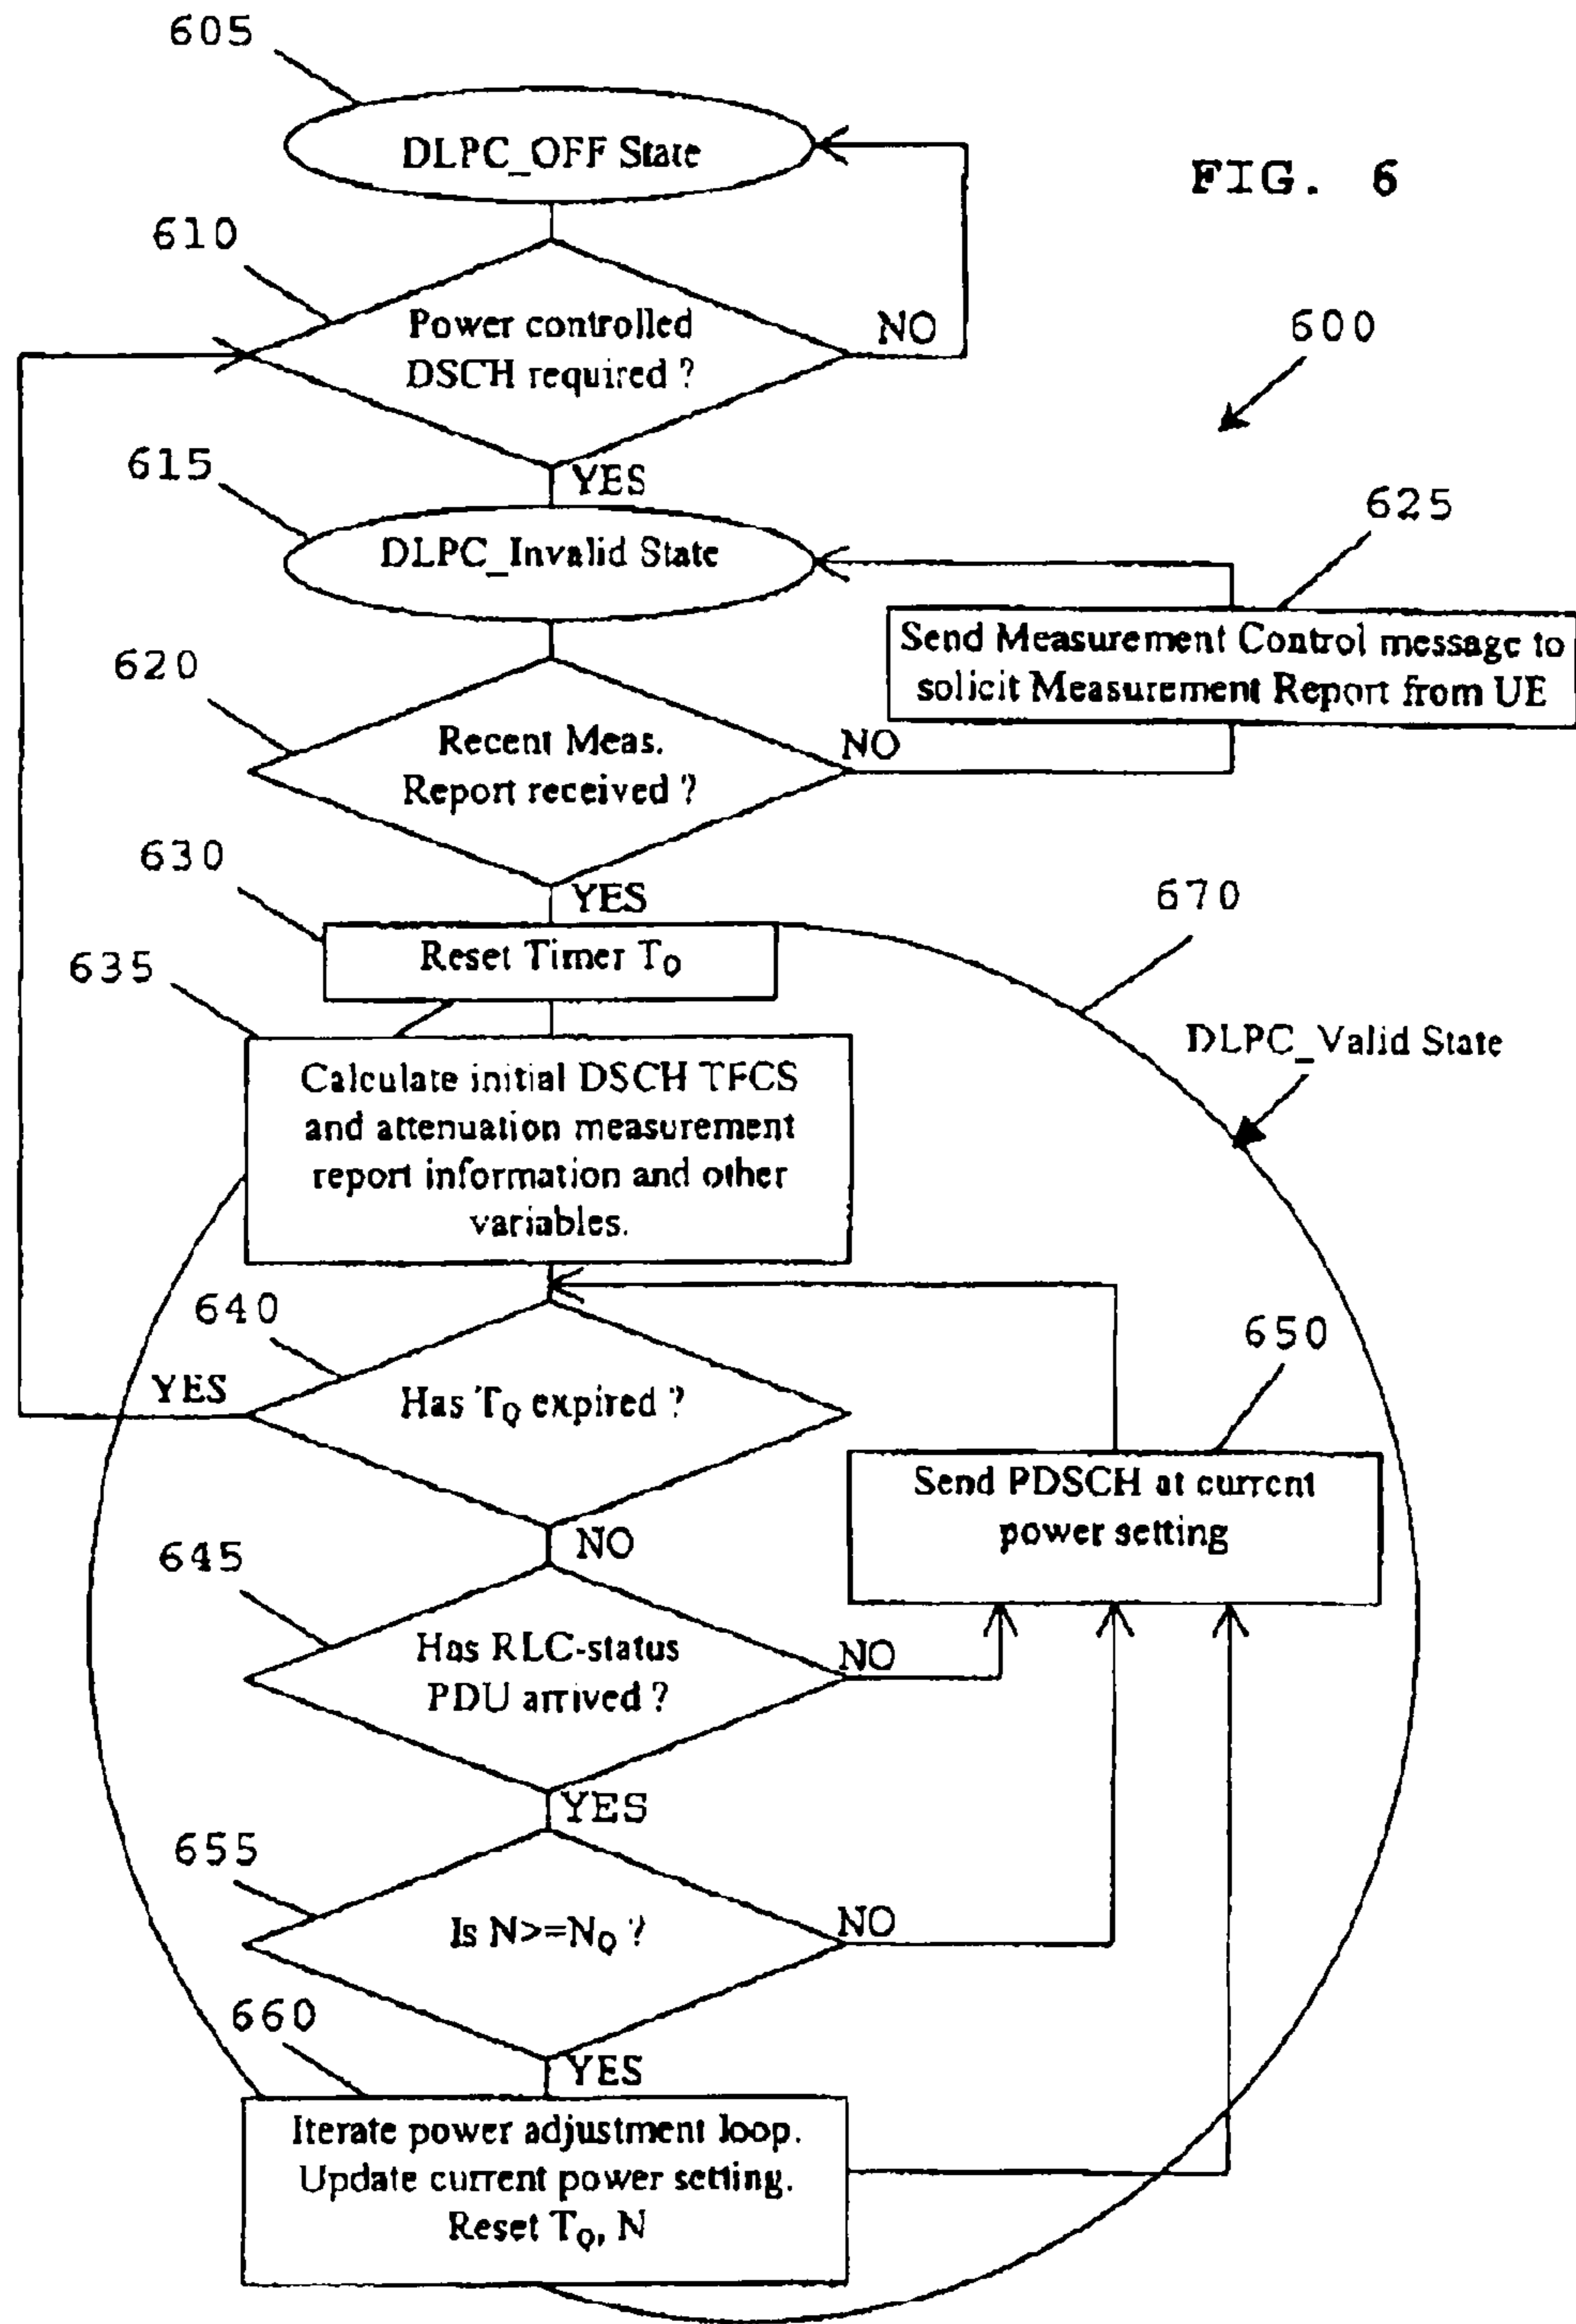 605
DLPC_OFF State
FIG. 6
610
Power controlled
DSCH required ?
NO
600
YES
615
DLPC_Invalid State
625
Send Measurement Control message to
solicit Measurement Report from UE
620
Recent Meas.
Report received ?
NO
630
YES
670
Reset Timer TQ
635
DLPC_Valid State
Calculate initial DSCH TFCS
and attenuation measurement
report information and other
variables.
640
650
YES
Has TQ expired ?
Send PDSCH at current
power setting
NO
645
Has RLC-status
PDU arrived ?
NO
YES
655
Is N>=NQ ?
NO
660
YES
Iterate power adjustment loop.
Update current power setting.
Reset TQ, N